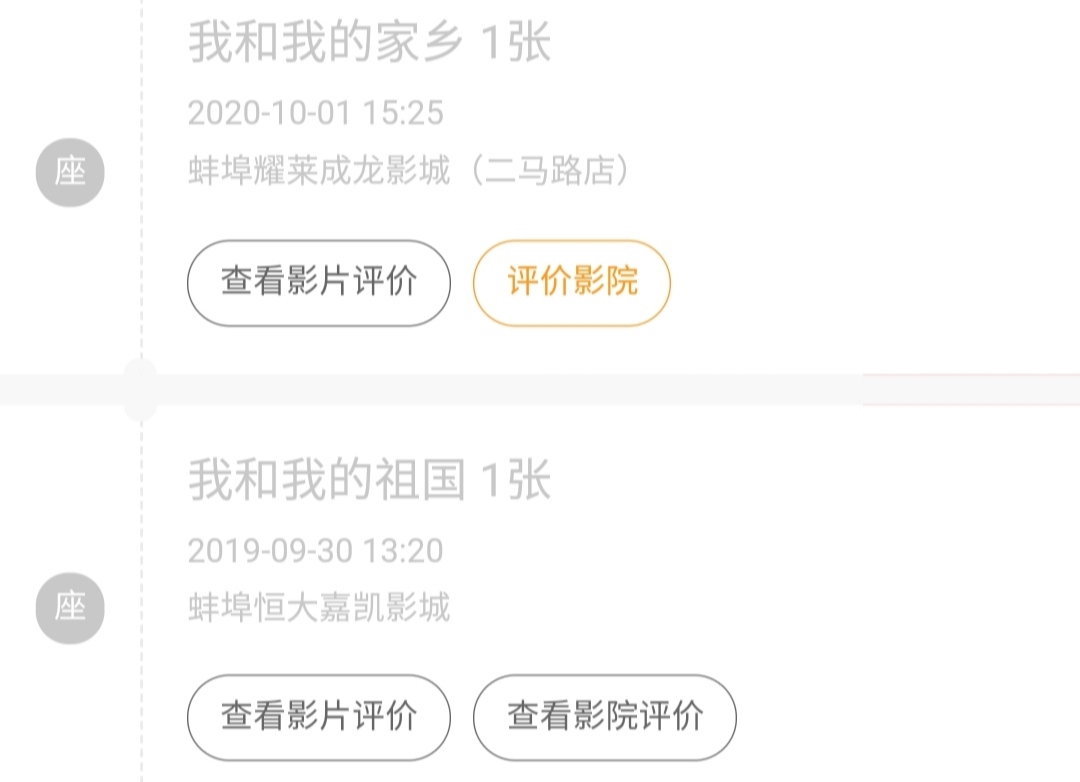 我和我的家乡 1张
2020-10-01 15:25
座
蚌埠耀莱成龙影城（二马路店）
查看影片评价
评价影院
我和我的祖国 1张
2019-09-30 13:20
座
蚌埠恒大嘉凯影城
查看影片评价
查看影院评价